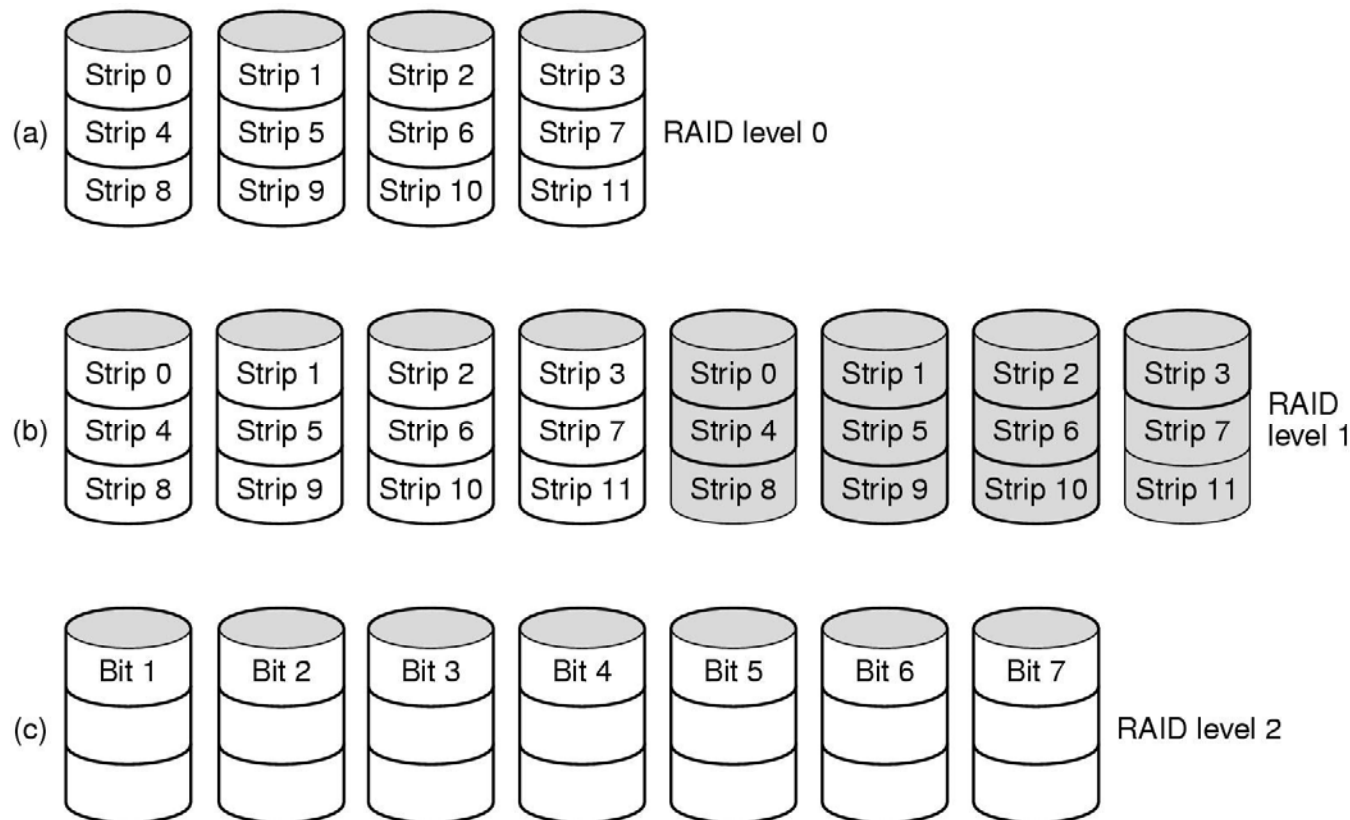 Strip 0 Strip 1 Strip 2 Strip 3
(a) Strip 4 Strip 5 Strip 6 Strip 7 RAID level 0
Strip 8 Strip 9 Strip 10 Strip 11
Strip 0 Strip 1 Strip 2 Strip 3 Strip 0 Strip 1 Strip 2 Strip 3
(b) Strip 4 Strip 5 Strip 6 Strip 7 Strip 4 Strip 5 Strip 6 Strip 7 RAID
level 1
Strip 8 Strip 9 Strip 10 Strip 11 Strip 8 Strip 9 Strip 10 Strip 11
Bit 1 Bit 2 Bit 3 Bit 4 Bit 5 Bit 6 Bit 7
(c) RAID level 2